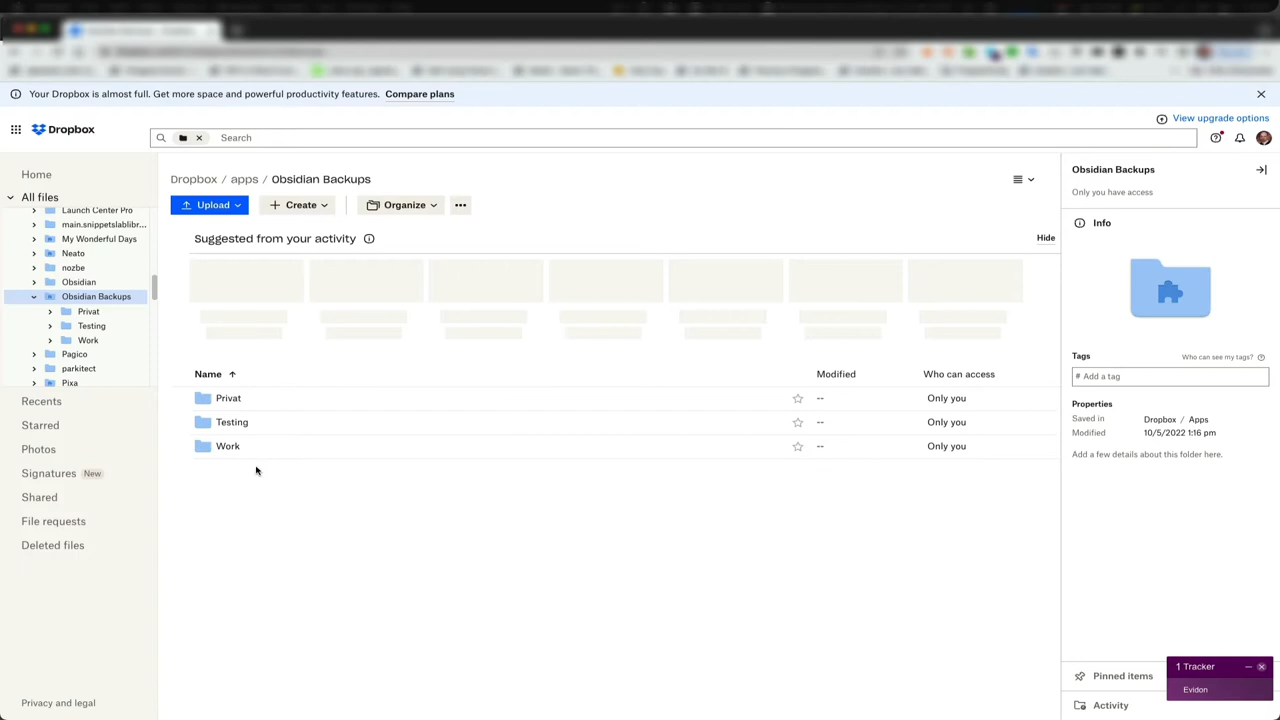 Your Dropbox is almost full. Get more space and powerful productivity features. Compare plans
View upgrade options
Dropbox
Search
Home
All files
Launch Center Pro
main.snippetslablibr...
My Wonderful Days
Neato
nozbe
Obsidian
Obsidian Backups
Privat
Testing
Work
Pagico
parkitect
Pixa
Recents
Starred
Photos
Signatures New
Shared
File requests
Deleted files
Privacy and legal
Dropbox / apps / Obsidian Backups
Upload
Create
Organize
Suggested from your activity
Hide
Name Modified Who can access
Privat -- Only you
Testing -- Only you
Work -- Only you
Obsidian Backups
Only you have access
Info
Tags Who can see my tags?
# Add a tag
Properties
Saved in Dropbox / Apps
Modified 10/5/2022 1:16 pm
Add a few details about this folder here.
Pinned items
Activity
1 Tracker
Evidon